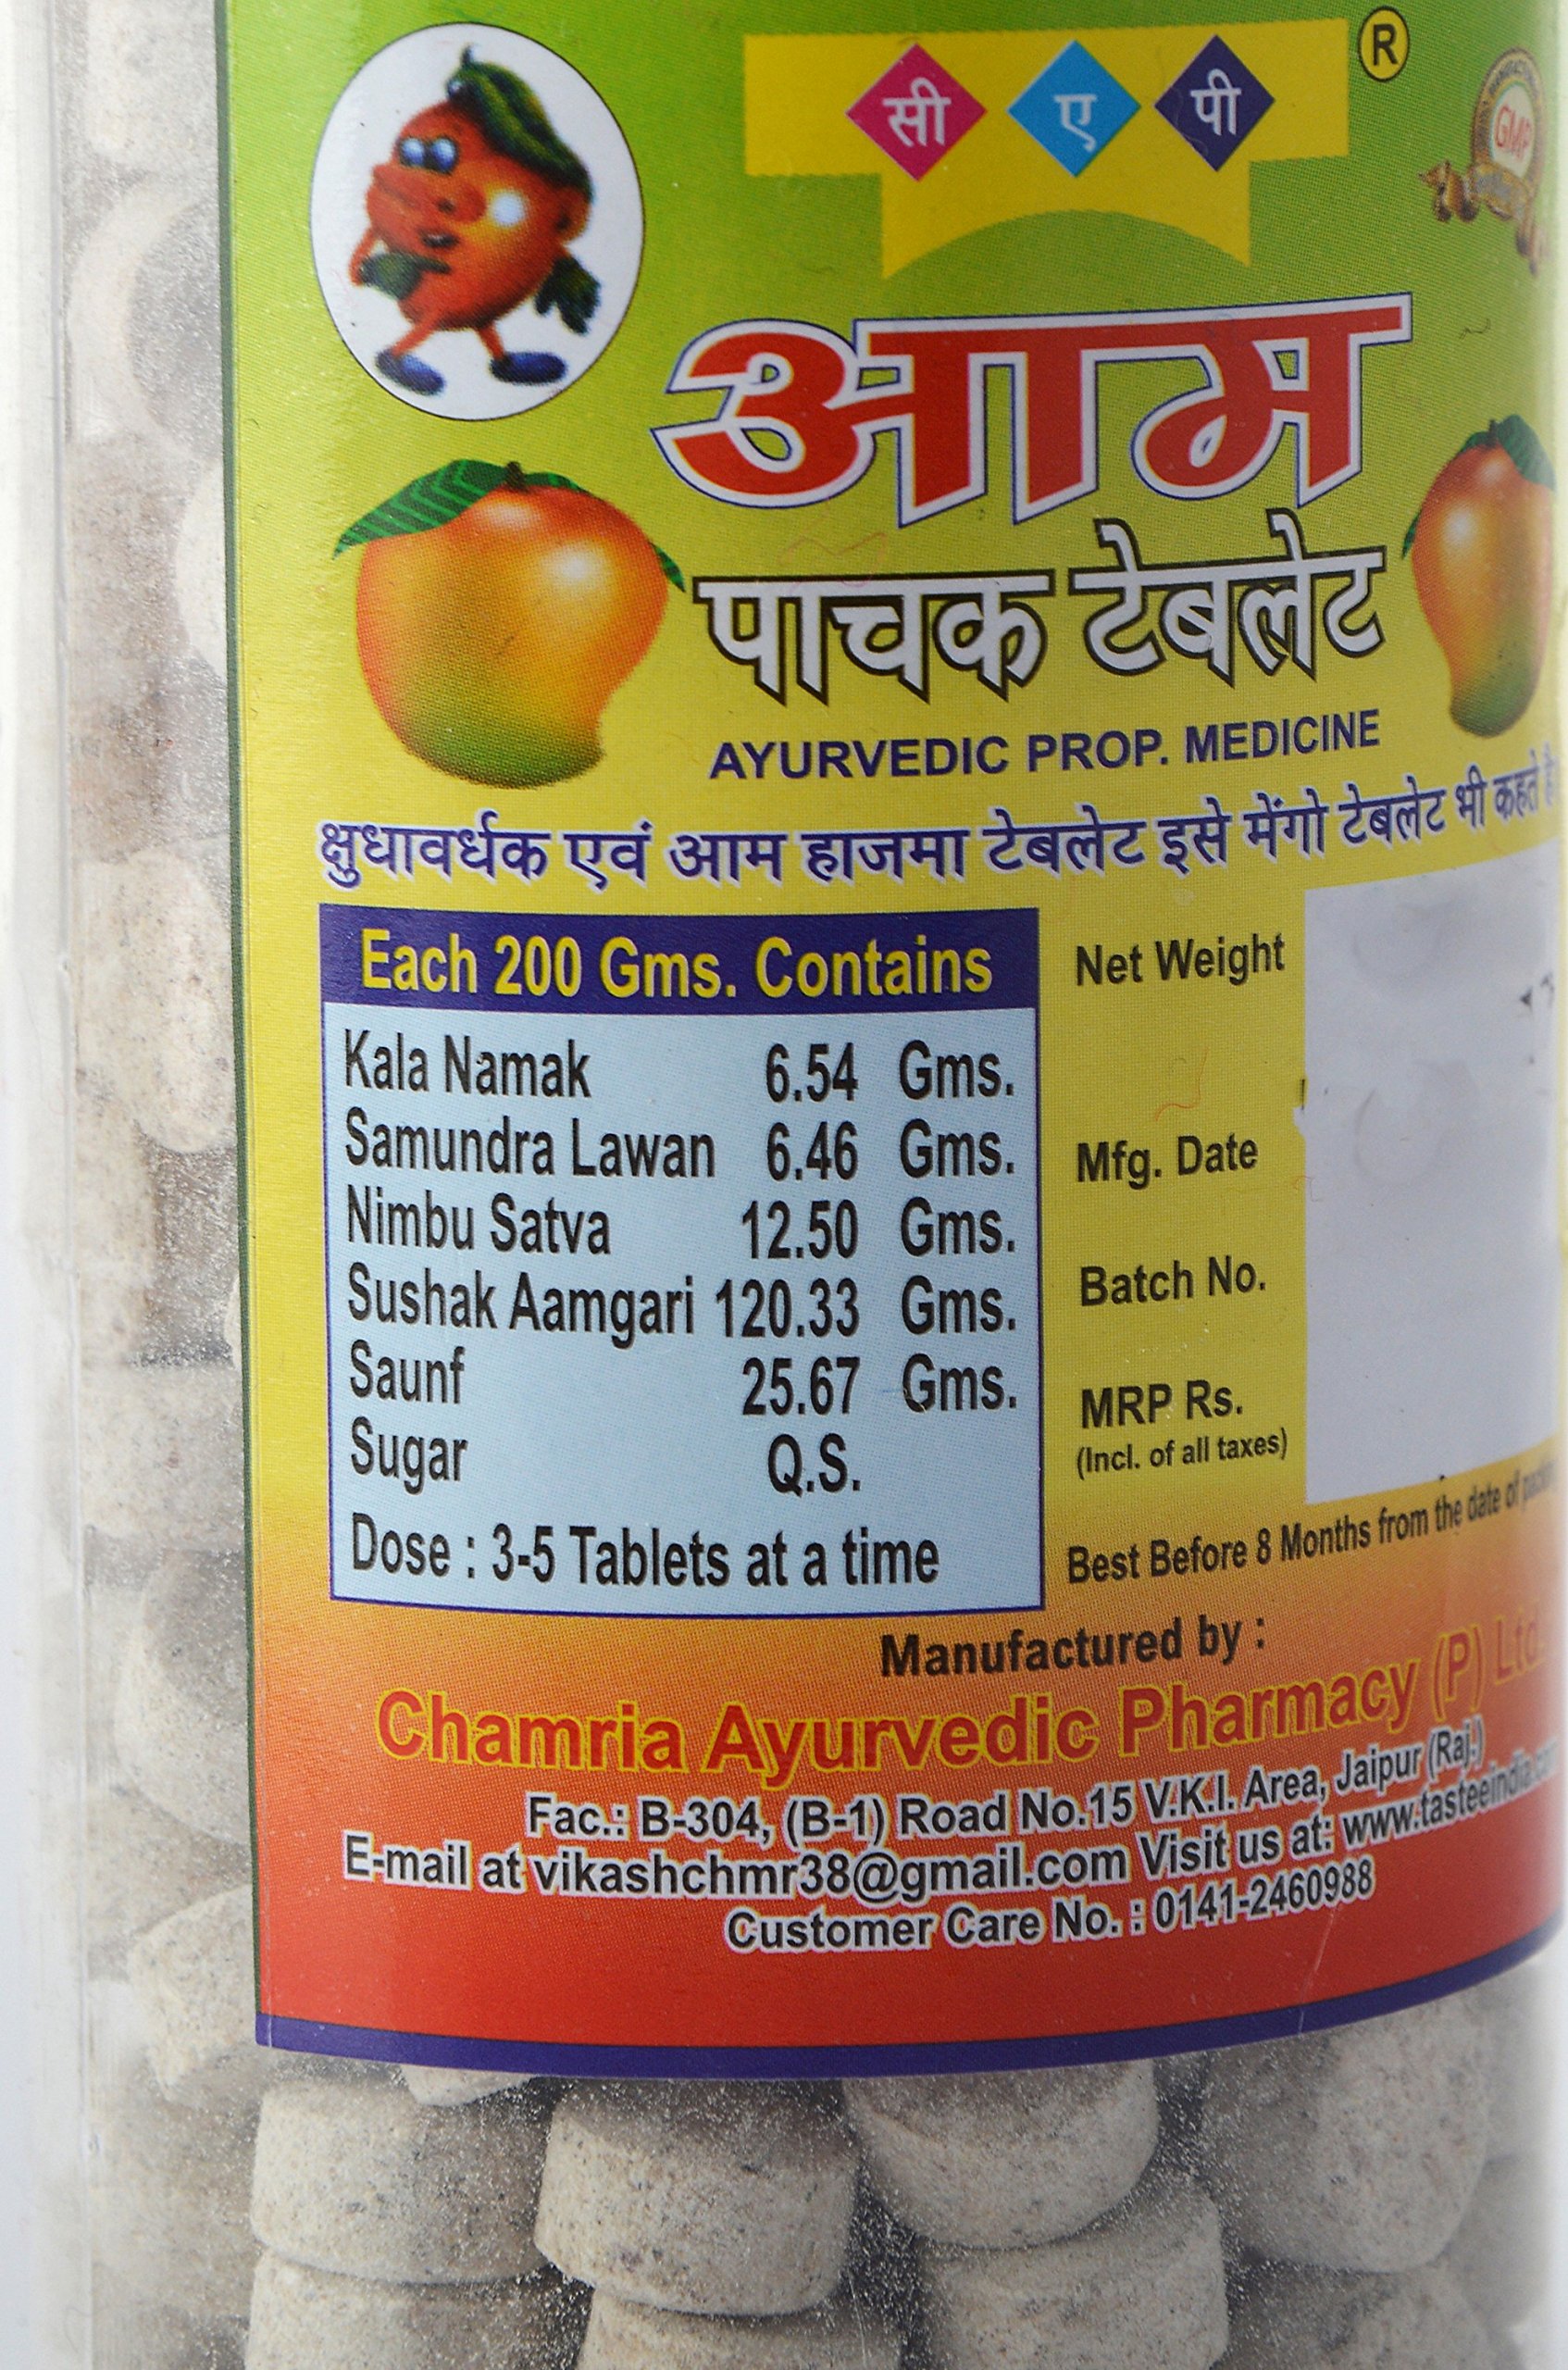 सी ए पी ®
GMP
आम
पाचक टेबलेट
AYURVEDIC PROP. MEDICINE
क्षुधावर्धक एवं आम हाजमा टेबलेट इसे मेंगो टेबलेट भी कहते है
Each 200 Gms. Contains
Kala Namak 6.54 Gms.
Samundra Lawan 6.46 Gms.
Nimbu Satva 12.50 Gms.
Sushak Aamgari 120.33 Gms.
Saunf 25.67 Gms.
Sugar Q.S.
Dose : 3-5 Tablets at a time
Net Weight
Mfg. Date
Batch No.
MRP Rs.
(Incl. of all taxes)
Best Before 8 Months from the date of
Manufactured by :
Chamria Ayurvedic Pharmacy (P) Ltd.
Fac.: B-304, (B-1) Road No.15 V.K.I. Area, Jaipur (Raj.)
E-mail at vikashchmr38@gmail.com Visit us at: www.tasteeindia.com
Customer Care No. : 0141-2460988